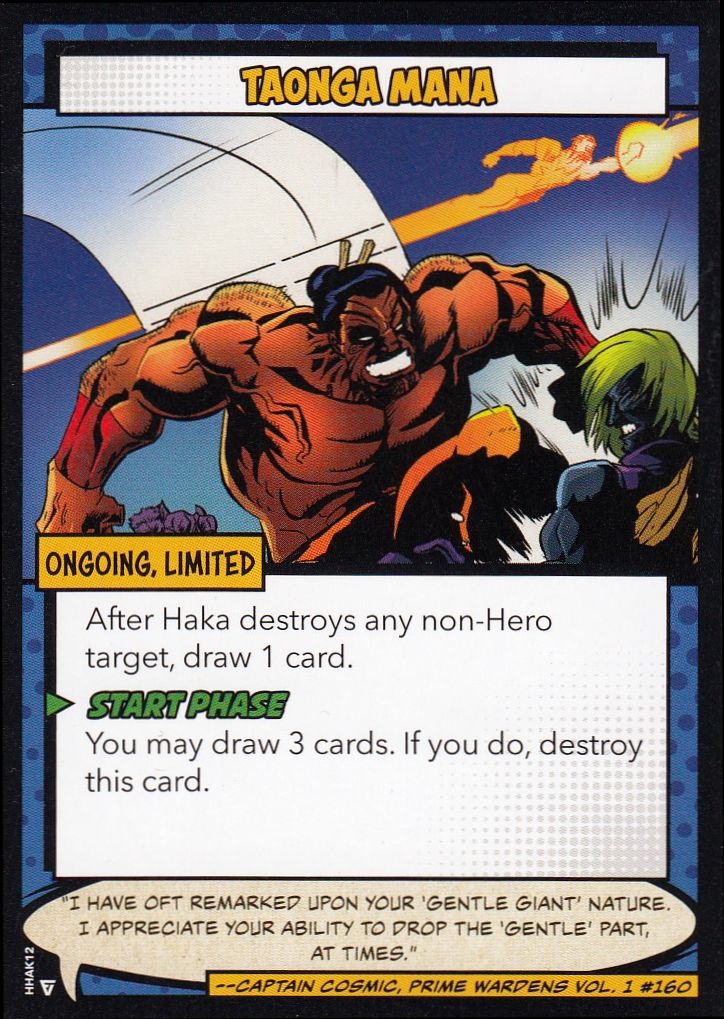 TAONGA MANA
ONGOING, LIMITED
After Haka destroys any non-Hero
target, draw 1 card.
START PHASE
You may draw 3 cards. If you do, destroy
this card.
"I HAVE OFT REMARKED UPON YOUR 'GENTLE GIANT' NATURE.
I APPRECIATE YOUR ABILITY TO DROP THE 'GENTLE' PART,
AT TIMES."
--CAPTAIN COSMIC, PRIME WARDENS VOL. 1 #160
HHAK12